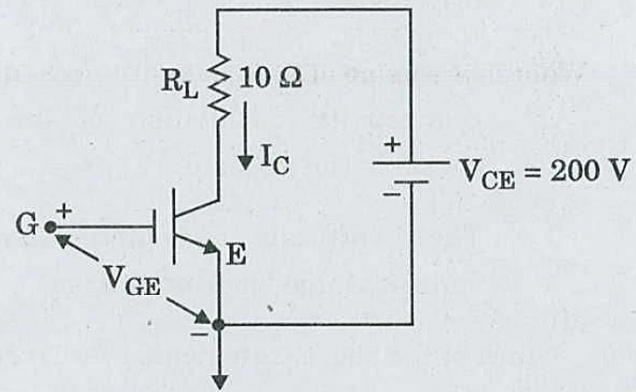 R_L 10 Ω
I_C
+
−
V_CE = 200 V
G
+
E
V_GE
−